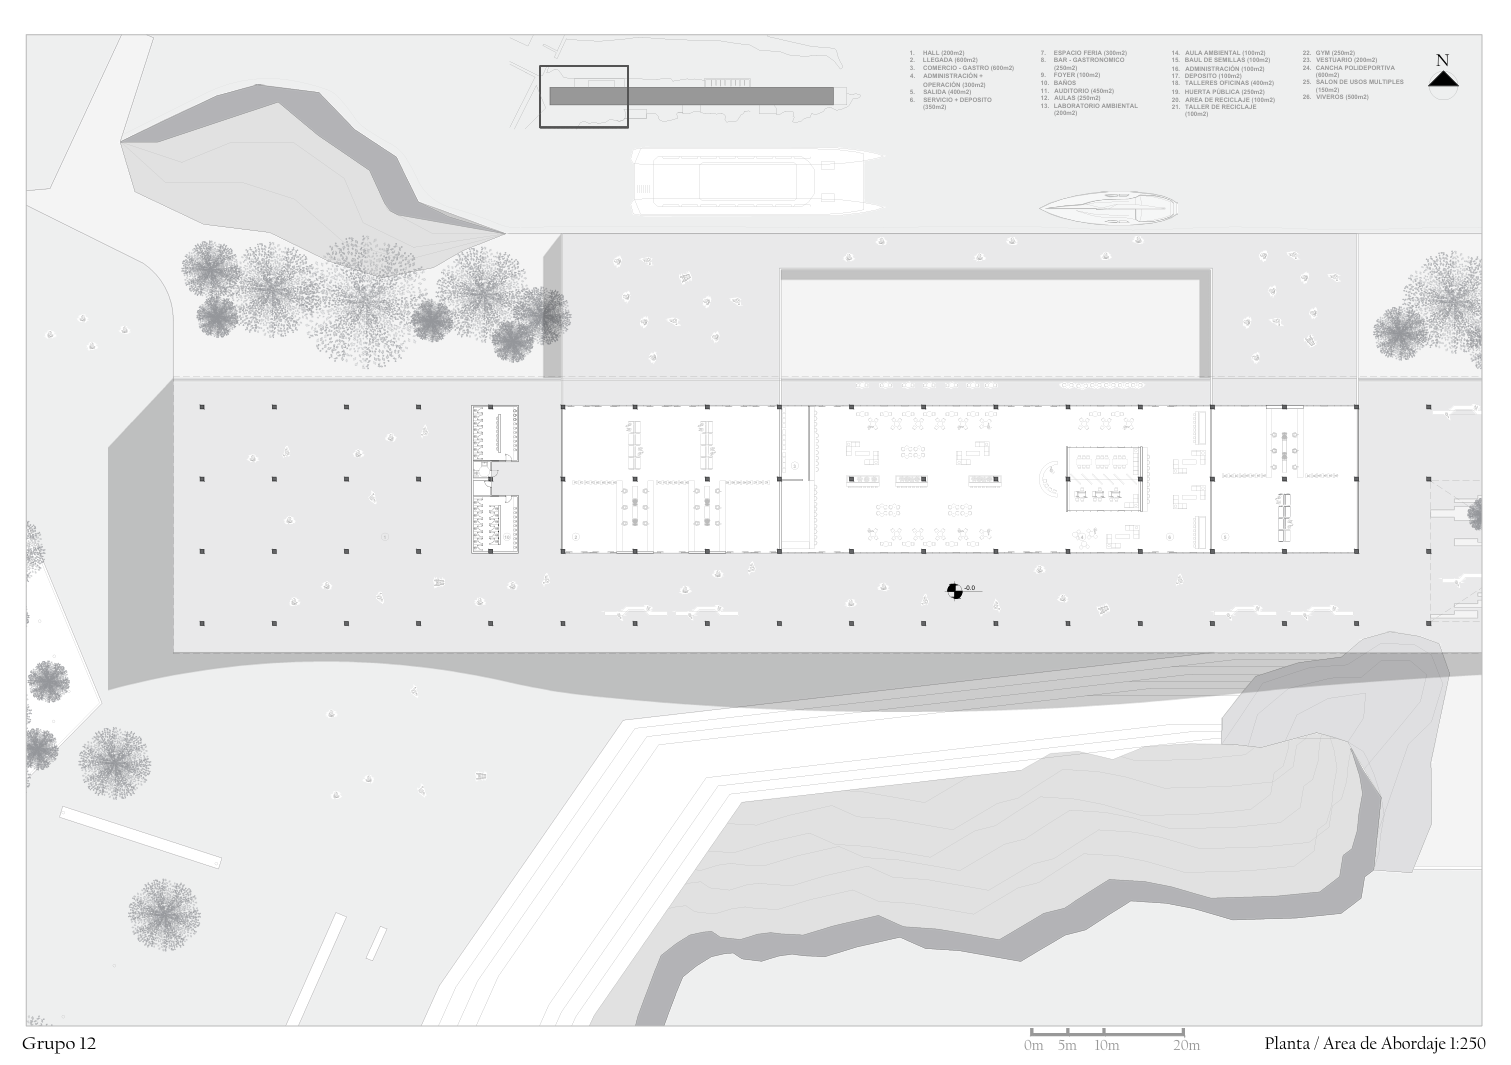 1. HALL (200m2)
2. LLEGADA (600m2)
3. COMERCIO - GASTRO (600m2)
4. ADMINISTRACIÓN +
OPERACIÓN (300m2)
5. SALIDA (400m2)
6. SERVICIO + DEPOSITO
(350m2)
7. ESPACIO FERIA (300m2)
8. BAR - GASTRONOMICO
(250m2)
9. FOYER (100m2)
10. BAÑOS
11. AUDITORIO (450m2)
12. AULAS (250m2)
13. LABORATORIO AMBIENTAL
(200m2)
14. AULA AMBIENTAL (100m2)
15. BAUL DE SEMILLAS (100m2)
16. ADMINISTRACIÓN (100m2)
17. DEPOSITO (100m2)
18. TALLERES OFICINAS (400m2)
19. HUERTA PÚBLICA (250m2)
20. AREA DE RECICLAJE (100m2)
21. TALLER DE RECICLAJE
(100m2)
22. GYM (250m2)
23. VESTUARIO (200m2)
24. CANCHA POLIDEPORTIVA
(600m2)
25. SALON DE USOS MULTIPLES
(150m2)
26. VIVEROS (500m2)
N
-0.0
Grupo 12
0m 5m 10m 20m
Planta / Area de Abordaje 1:250